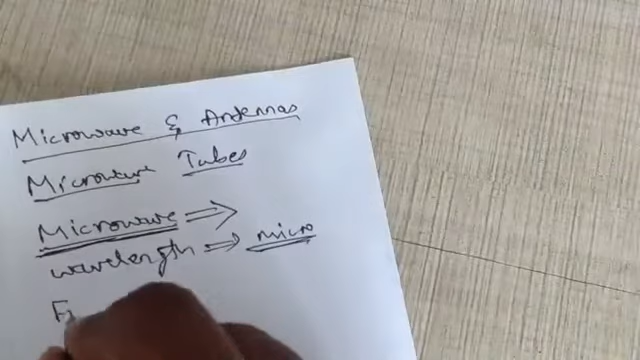 Microwave & Antennas
Microwave Tubes
Microwave ⇒
wavelength ⇒ micro
F